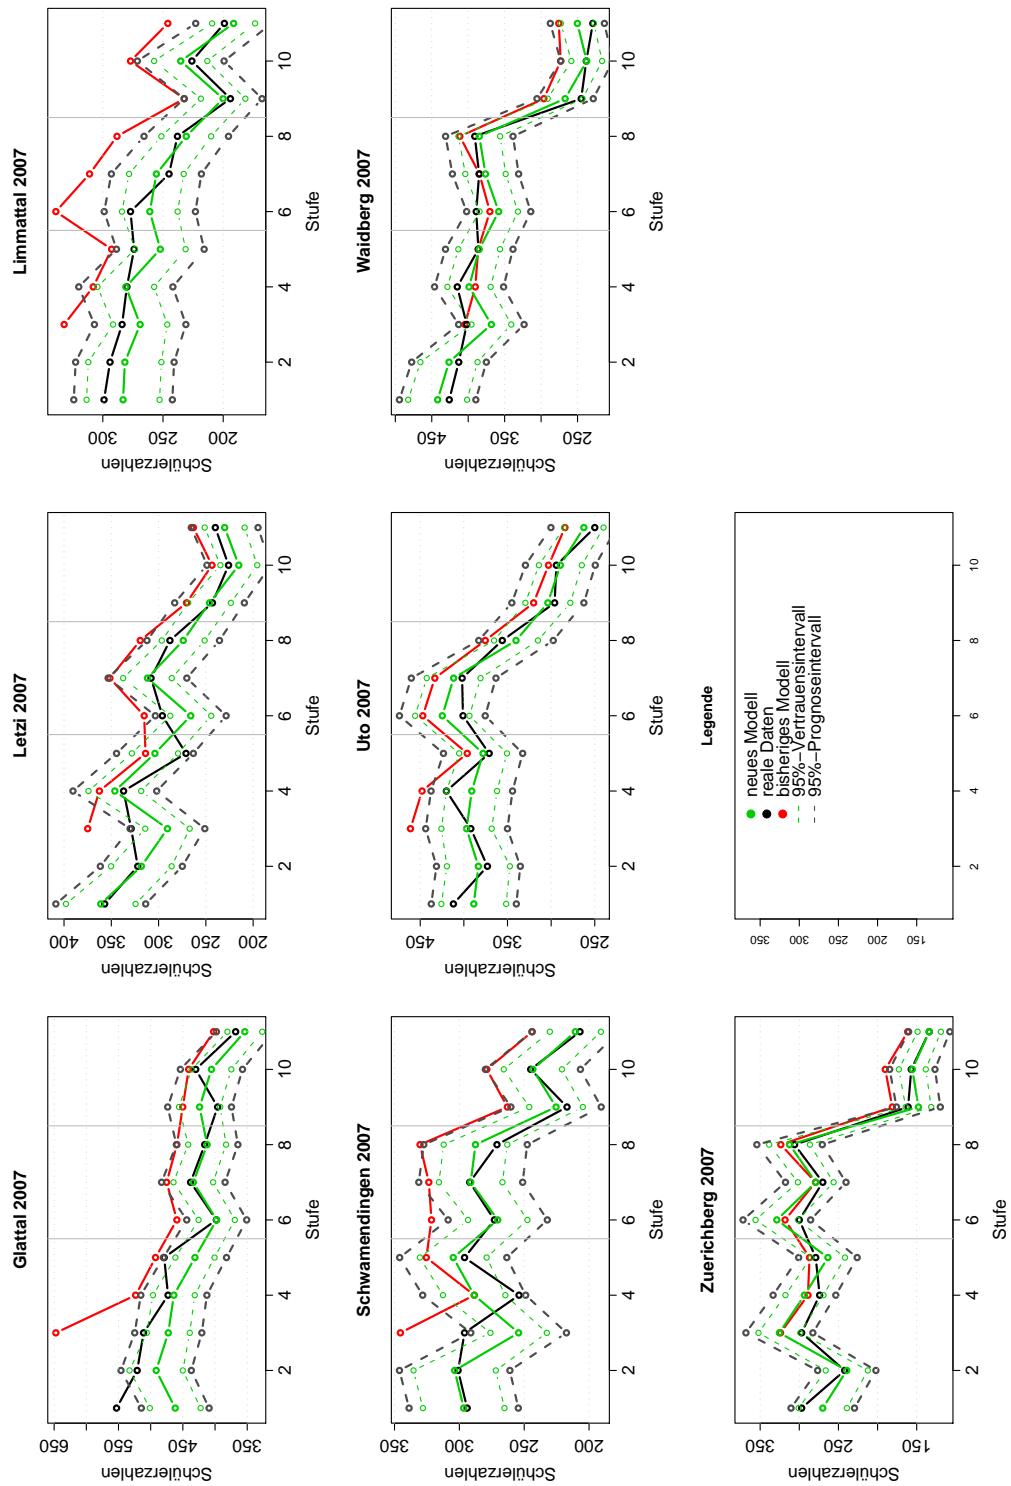 Glattal 2007
Schülerzahlen
650
550
450
350
2
4
6
8
10
Stufe
Letzi 2007
Schülerzahlen
400
350
300
250
200
2
4
6
8
10
Stufe
Limmattal 2007
Schülerzahlen
300
250
200
2
4
6
8
10
Stufe
Schwamendingen 2007
Schülerzahlen
350
300
250
200
2
4
6
8
10
Stufe
Uto 2007
Schülerzahlen
450
350
250
2
4
6
8
10
Stufe
Waidberg 2007
Schülerzahlen
450
350
250
2
4
6
8
10
Stufe
Zuerichberg 2007
Schülerzahlen
350
250
150
2
4
6
8
10
Stufe
Legende
neues Modell
reale Daten
bisheriges Modell
95%−Vertrauensintervall
95%−Prognoseintervall
350
300
250
200
150
2
4
6
8
10